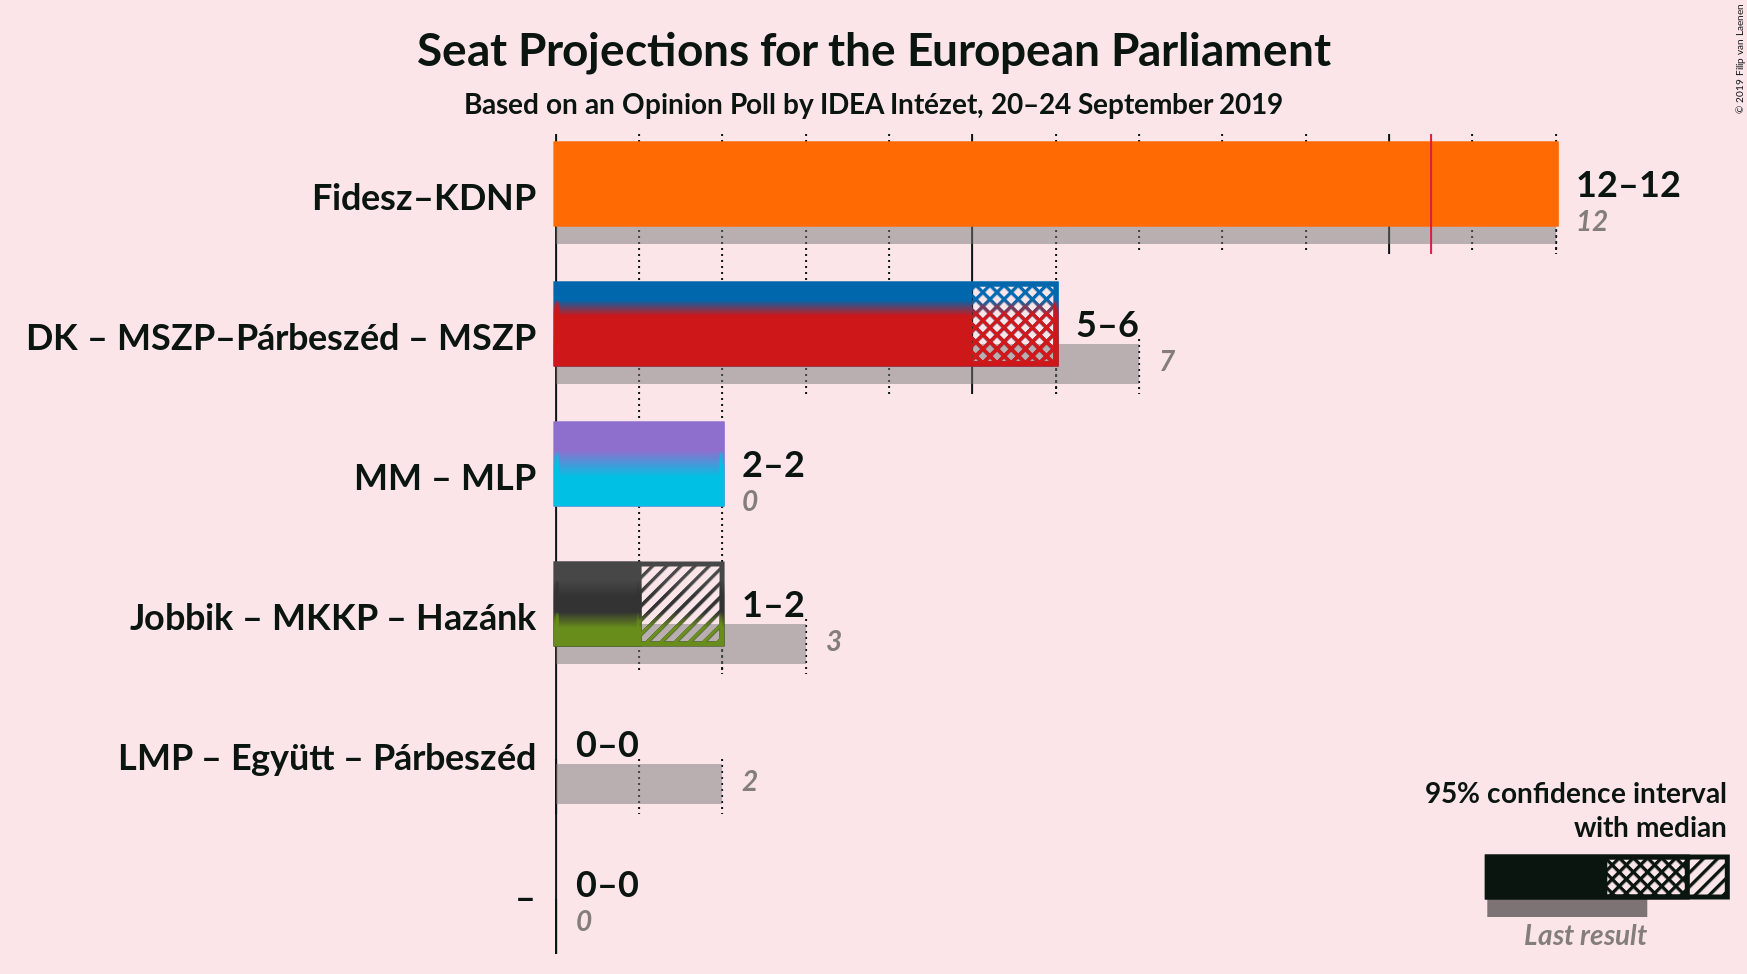 Seat Projections for the European Parliament
Based on an Opinion Poll by IDEA Intézet, 20–24 September 2019
© 2019 Filip van Laenen
Fidesz–KDNP
12–12
12
DK – MSZP–Párbeszéd – MSZP
5–6
7
MM – MLP
2–2
0
Jobbik – MKKP – Hazánk
1–2
3
LMP – Együtt – Párbeszéd
0–0
2
–
0–0
0
95% confidence interval
with median
Last result